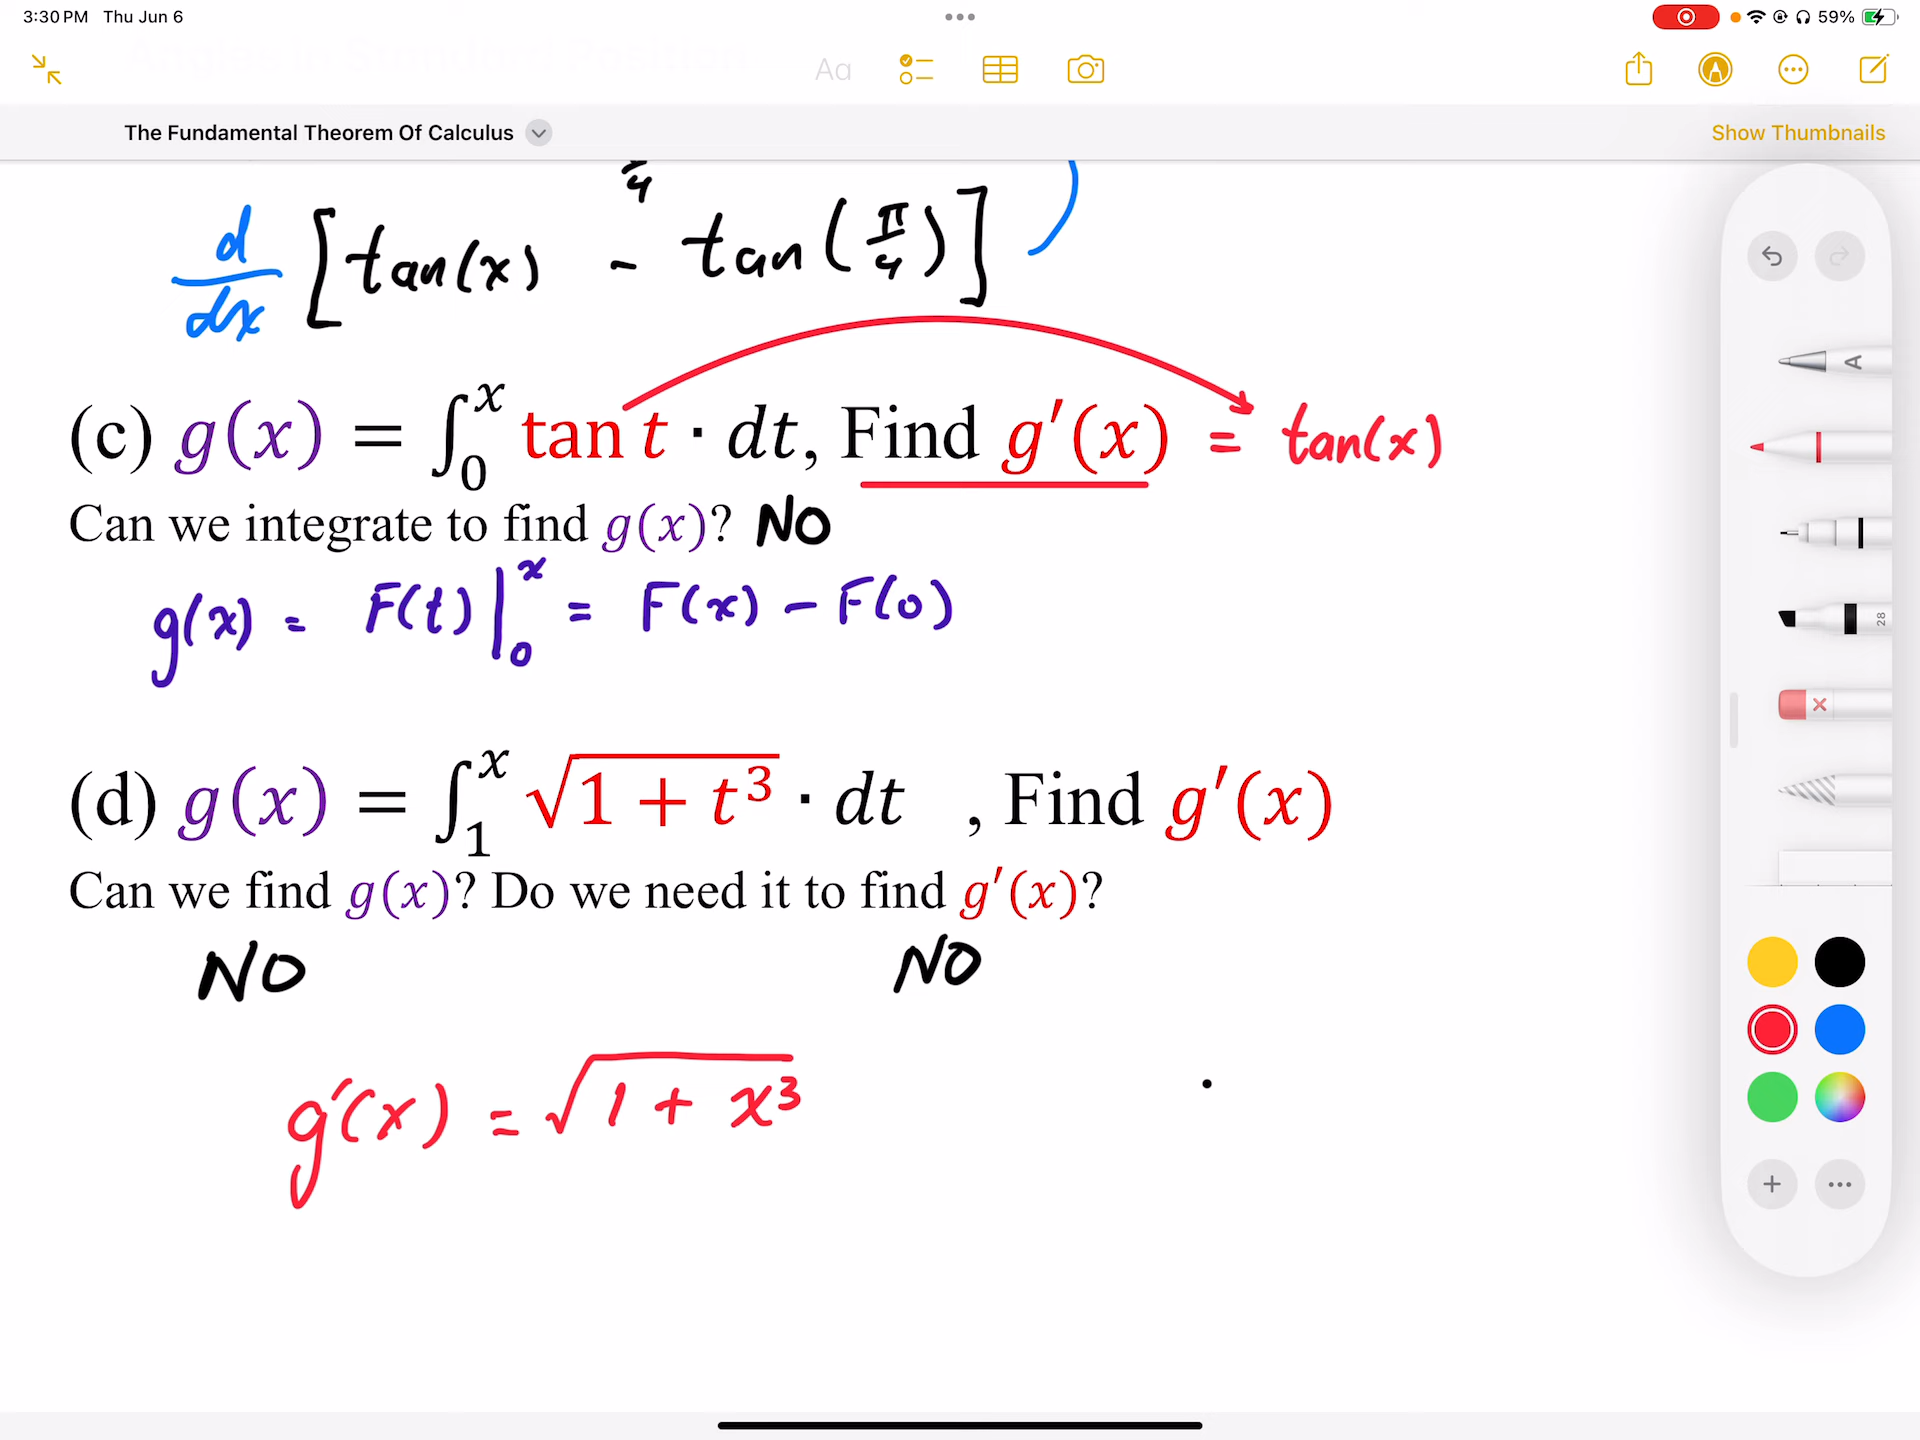 3:30 PM Thu Jun 6
59%
Aa
The Fundamental Theorem Of Calculus
Show Thumbnails
π/4
d/dx [tan(x) - tan(π/4)]
(c) g(x) = ∫₀ˣ tan t · dt, Find g′(x) = tan(x)
Can we integrate to find g(x)? NO
g(x) = F(t)|₀ˣ = F(x) - F(0)
(d) g(x) = ∫₁ˣ √(1 + t³) · dt , Find g′(x)
Can we find g(x)? Do we need it to find g′(x)?
NO NO
g′(x) = √(1 + x³)
A
28